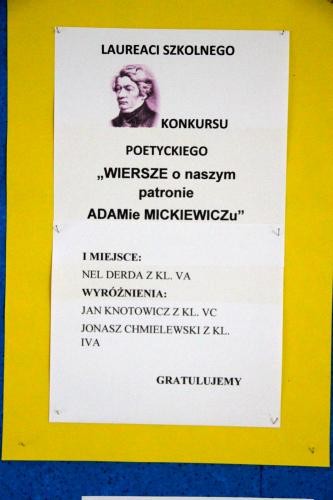 LAUREACI SZKOLNEGO
KONKURSU
POETYCKIEGO
„WIERSZE o naszym
patronie
ADAMie MICKIEWICZu”
I MIEJSCE:
NEL DERDA Z KL. VA
WYRÓŻNIENIA:
JAN KNOTOWICZ Z KL. VC
JONASZ CHMIELEWSKI Z KL.
IVA
GRATULUJEMY